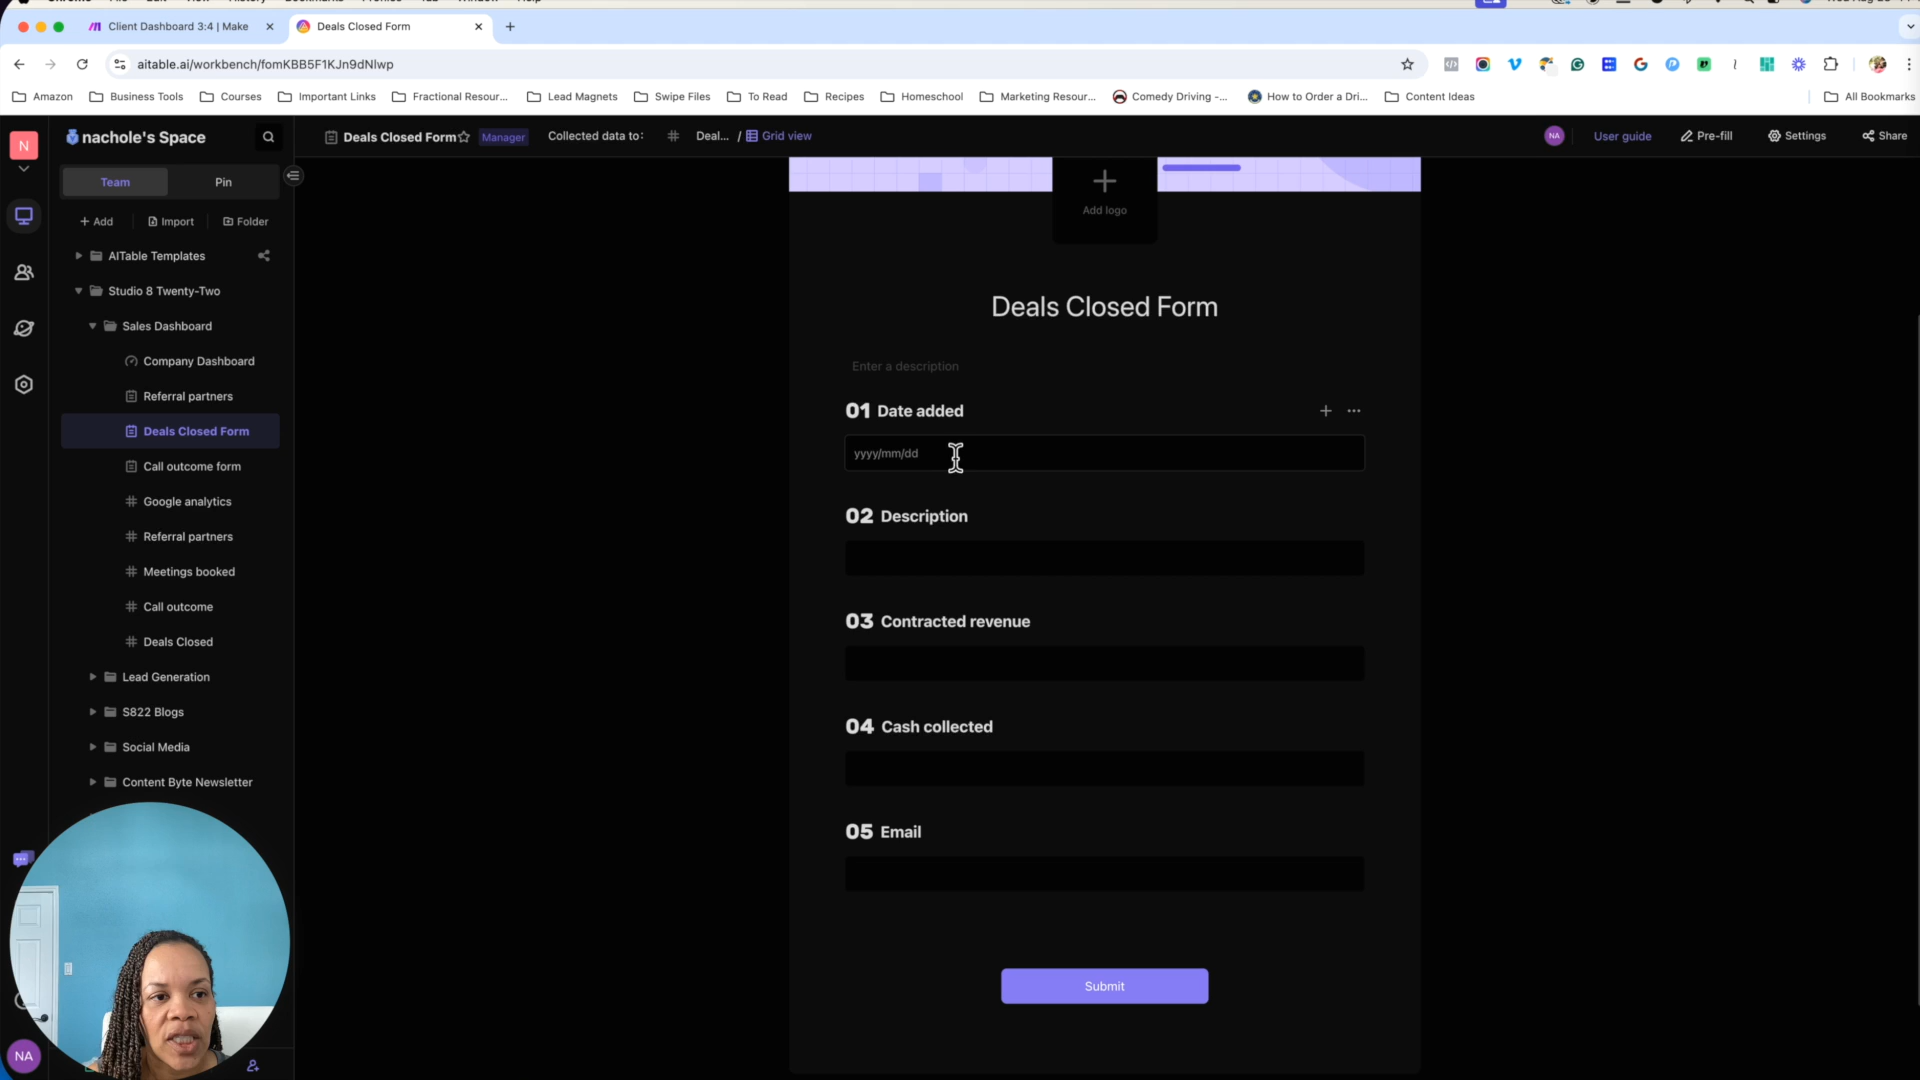 Client Dashboard 3:4 | Make
Deals Closed Form
aitable.ai/workbench/fomKBB5F1KJn9dNlwp
Amazon
Business Tools
Courses
Important Links
Fractional Resour...
Lead Magnets
Swipe Files
To Read
Recipes
Homeschool
Marketing Resour...
Comedy Driving -...
How to Order a Dri...
Content Ideas
All Bookmarks
N
nachole's Space
Deals Closed Form
Manager
Collected data to:
Deal...
/
Grid view
NA
User guide
Pre-fill
Settings
Share
Team
Pin
Add
Import
Folder
AITable Templates
Studio 8 Twenty-Two
Sales Dashboard
Company Dashboard
Referral partners
Deals Closed Form
Call outcome form
Google analytics
Referral partners
Meetings booked
Call outcome
Deals Closed
Lead Generation
S822 Blogs
Social Media
Content Byte Newsletter
NA
Add logo
Deals Closed Form
Enter a description
01 Date added
yyyy/mm/dd
02 Description
03 Contracted revenue
04 Cash collected
05 Email
Submit